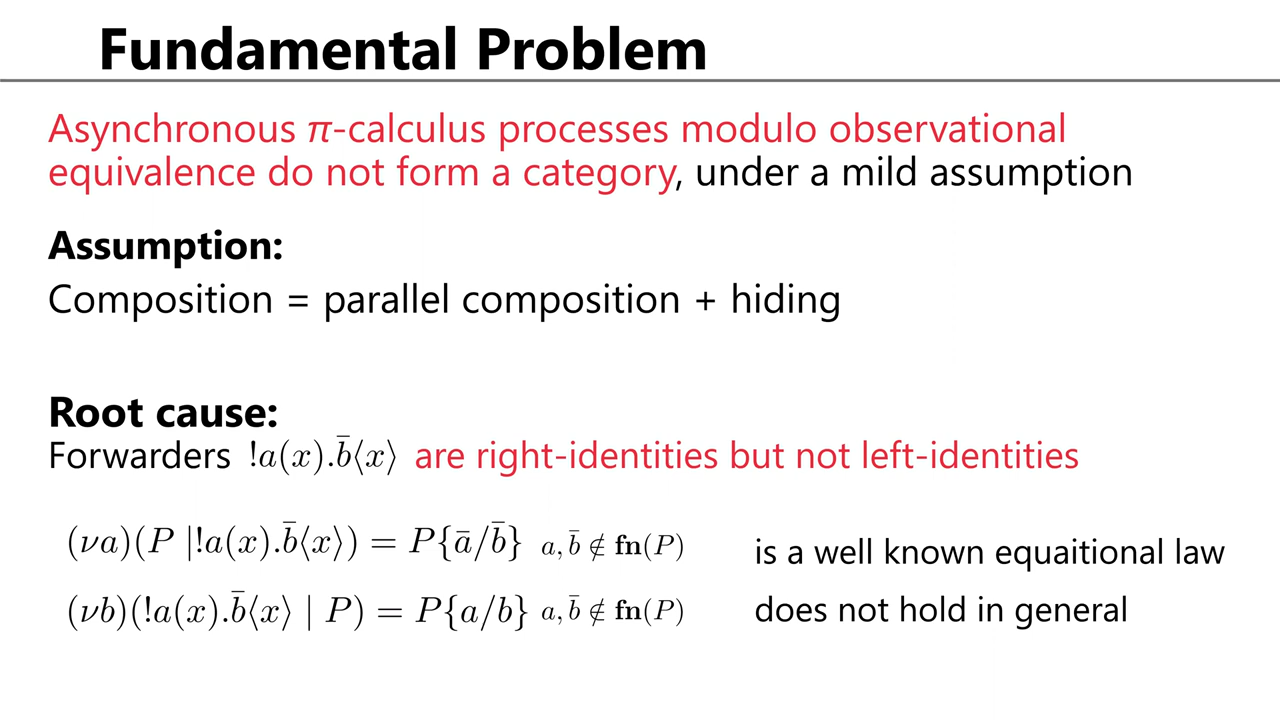 Fundamental Problem
Asynchronous π-calculus processes modulo observational
equivalence do not form a category, under a mild assumption
Assumption:
Composition = parallel composition + hiding
Root cause:
Forwarders !a(x).b̄⟨x⟩ are right-identities but not left-identities
(νa)(P |!a(x).b̄⟨x⟩) = P{ā/b̄} a, b̄ ∉ fn(P) is a well known equaitional law
(νb)(!a(x).b̄⟨x⟩ | P) = P{a/b} a, b̄ ∉ fn(P) does not hold in general